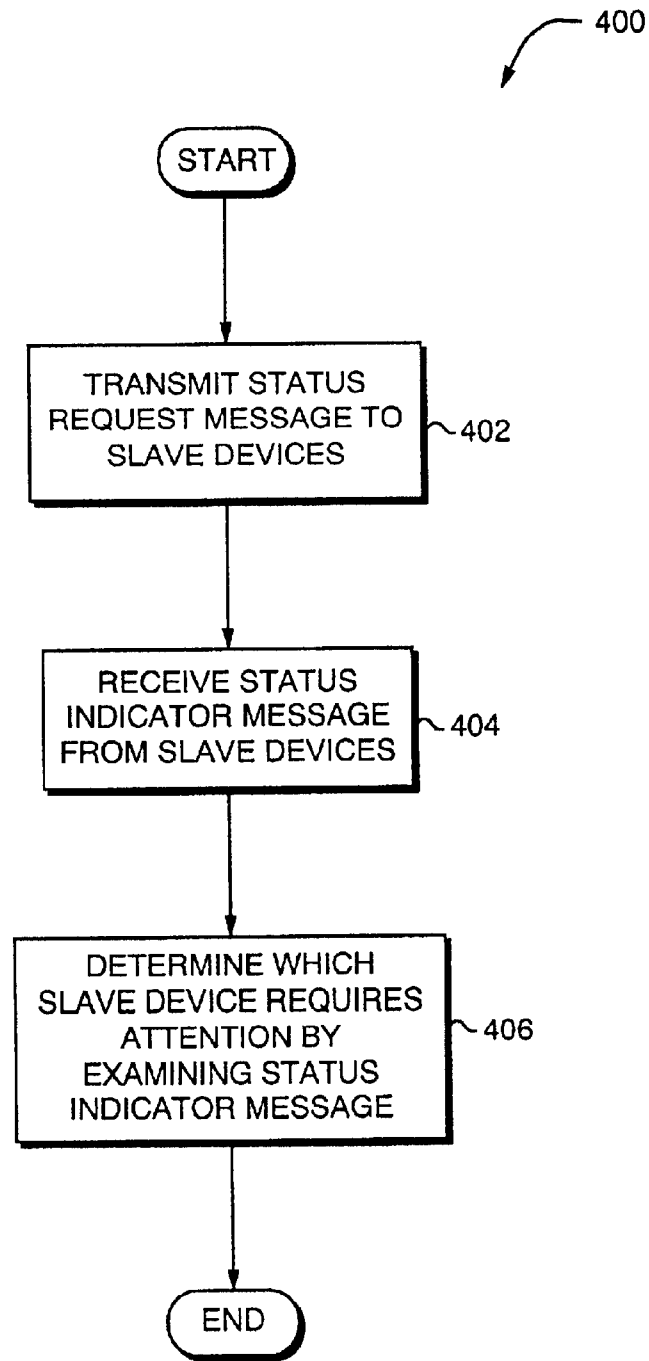 400
START
TRANSMIT STATUS
REQUEST MESSAGE TO
SLAVE DEVICES
402
RECEIVE STATUS
INDICATOR MESSAGE
FROM SLAVE DEVICES
404
DETERMINE WHICH
SLAVE DEVICE REQUIRES
ATTENTION BY
EXAMINING STATUS
INDICATOR MESSAGE
406
END